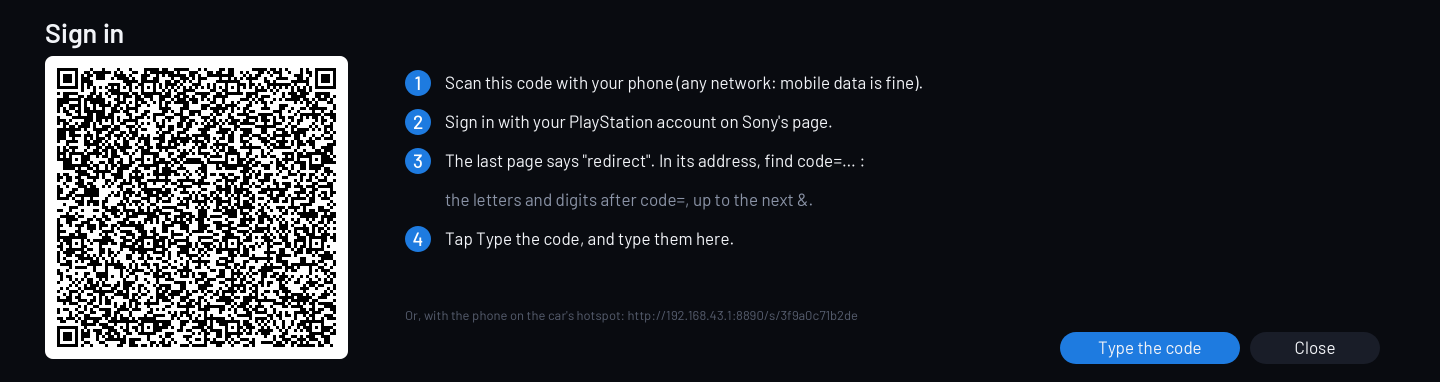 Sign in
1 Scan this code with your phone (any network: mobile data is fine).
2 Sign in with your PlayStation account on Sony's page.
3 The last page says "redirect". In its address, find code=... :
the letters and digits after code=, up to the next &.
4 Tap Type the code, and type them here.
Or, with the phone on the car's hotspot: http://192.168.43.1:8890/s/3f9a0c71b2de
Type the code
Close